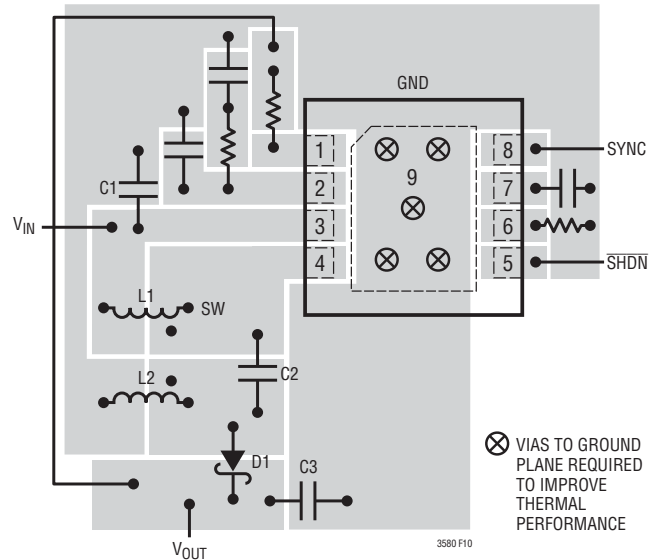 GND
1
2
3
4
9
8
7
6
5
SYNC
SHDN
C1
VIN
L1
SW
L2
C2
D1
C3
VOUT
VIAS TO GROUND
PLANE REQUIRED
TO IMPROVE
THERMAL
PERFORMANCE
3580 F10